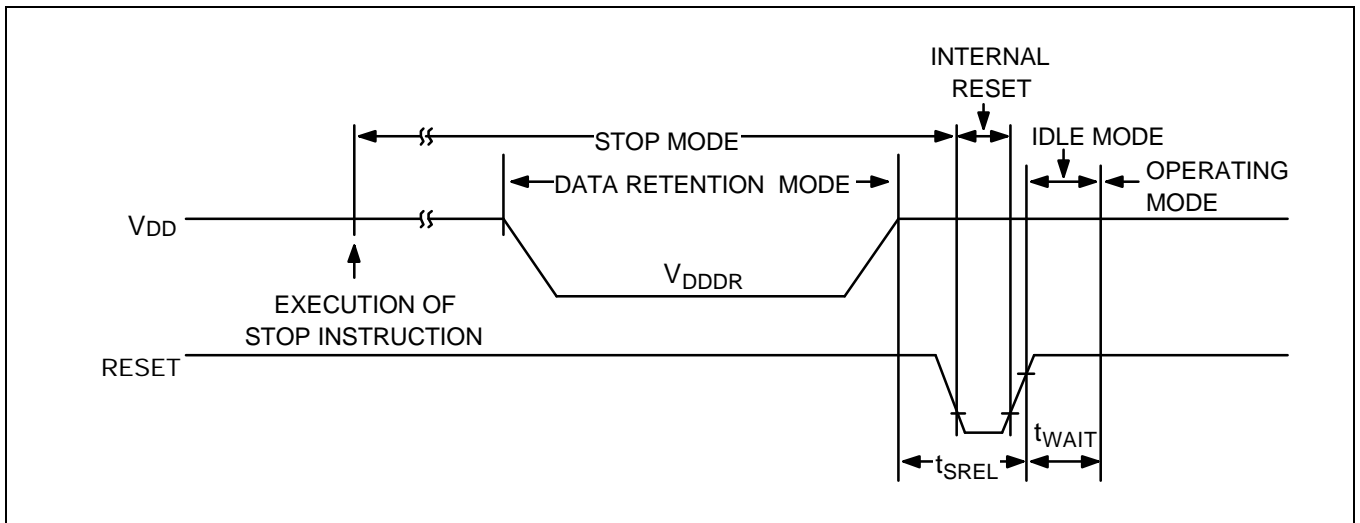 INTERNAL
RESET
STOP MODE
IDLE MODE
DATA RETENTION MODE
OPERATING
MODE
VDD
VDDDR
EXECUTION OF
STOP INSTRUCTION
RESET
tWAIT
tSREL